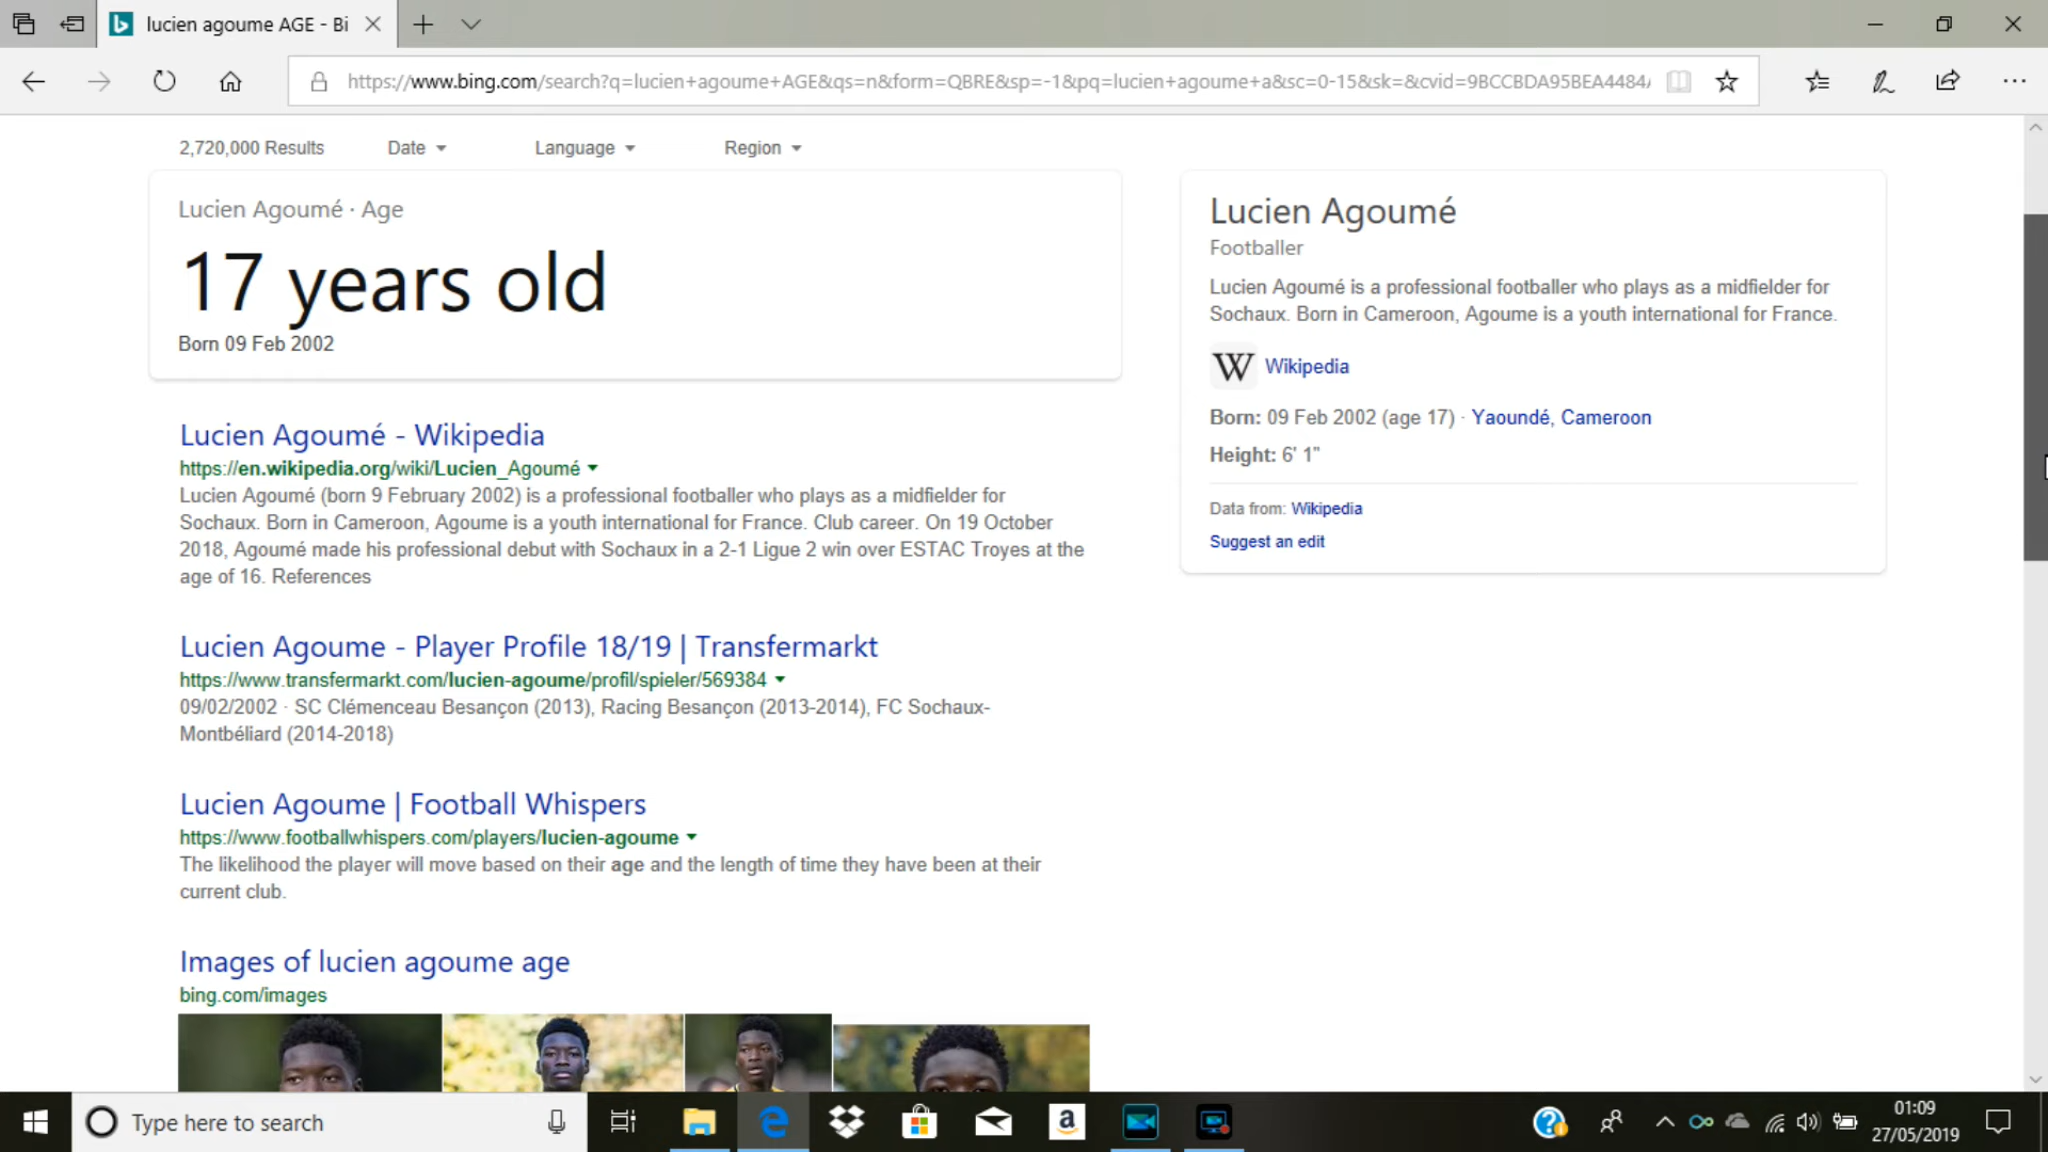 lucien agoume AGE - Bi
https://www.bing.com/search?q=lucien+agoume+AGE&qs=n&form=QBRE&sp=-1&pq=lucien+agoume+a&sc=0-15&sk=&cvid=9BCCBDA95BEA4484
2,720,000 Results Date Language Region
Lucien Agoumé · Age
17 years old
Born 09 Feb 2002
Lucien Agoumé - Wikipedia
https://en.wikipedia.org/wiki/Lucien_Agoumé
Lucien Agoumé (born 9 February 2002) is a professional footballer who plays as a midfielder for
Sochaux. Born in Cameroon, Agoume is a youth international for France. Club career. On 19 October
2018, Agoumé made his professional debut with Sochaux in a 2-1 Ligue 2 win over ESTAC Troyes at the
age of 16. References
Lucien Agoume - Player Profile 18/19 | Transfermarkt
https://www.transfermarkt.com/lucien-agoume/profil/spieler/569384
09/02/2002 · SC Clémenceau Besançon (2013), Racing Besançon (2013-2014), FC Sochaux-
Montbéliard (2014-2018)
Lucien Agoume | Football Whispers
https://www.footballwhispers.com/players/lucien-agoume
The likelihood the player will move based on their age and the length of time they have been at their
current club.
Images of lucien agoume age
bing.com/images
Lucien Agoumé
Footballer
Lucien Agoumé is a professional footballer who plays as a midfielder for
Sochaux. Born in Cameroon, Agoume is a youth international for France.
W Wikipedia
Born: 09 Feb 2002 (age 17) · Yaoundé, Cameroon
Height: 6' 1"
Data from: Wikipedia
Suggest an edit
Type here to search
01:09
27/05/2019